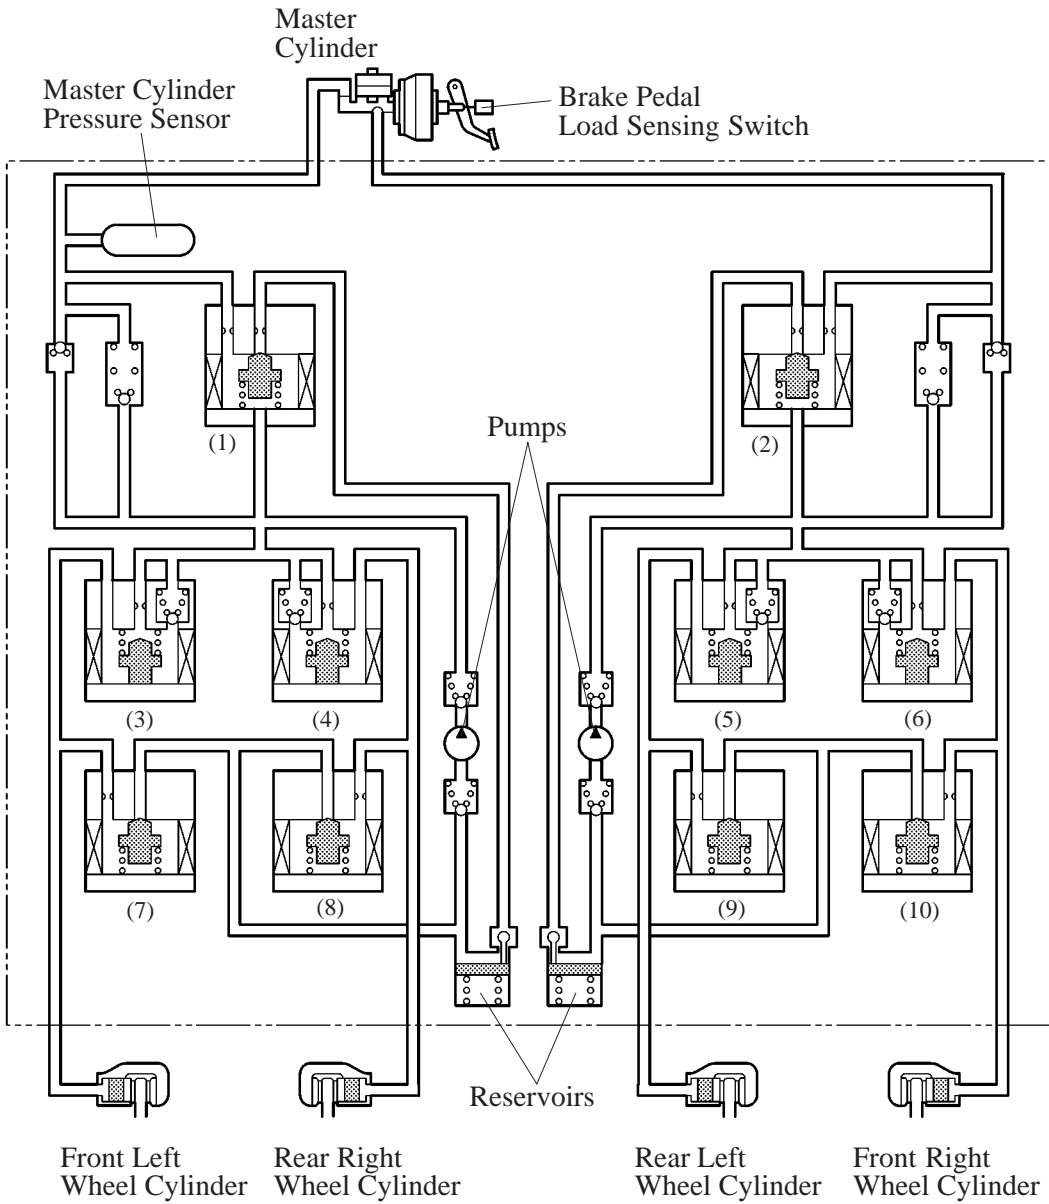 Master
Cylinder
Master Cylinder
Pressure Sensor
Brake Pedal
Load Sensing Switch
(1)
(2)
Pumps
(3)
(4)
(5)
(6)
(7)
(8)
(9)
(10)
Reservoirs
Front Left
Wheel Cylinder
Rear Right
Wheel Cylinder
Rear Left
Wheel Cylinder
Front Right
Wheel Cylinder